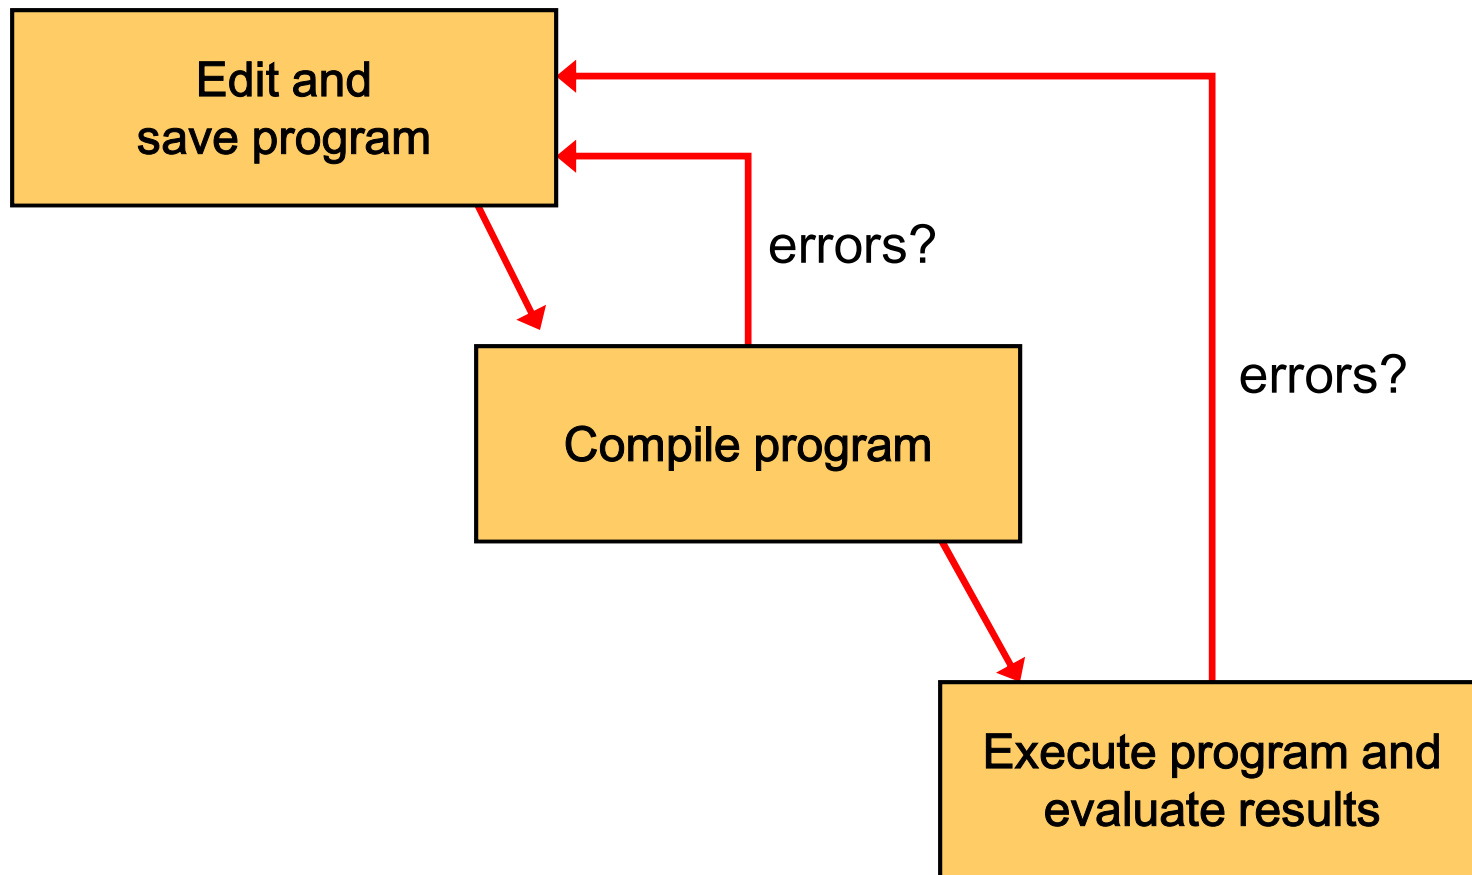 Edit and
save program
errors?
errors?
Compile program
Execute program and
evaluate results